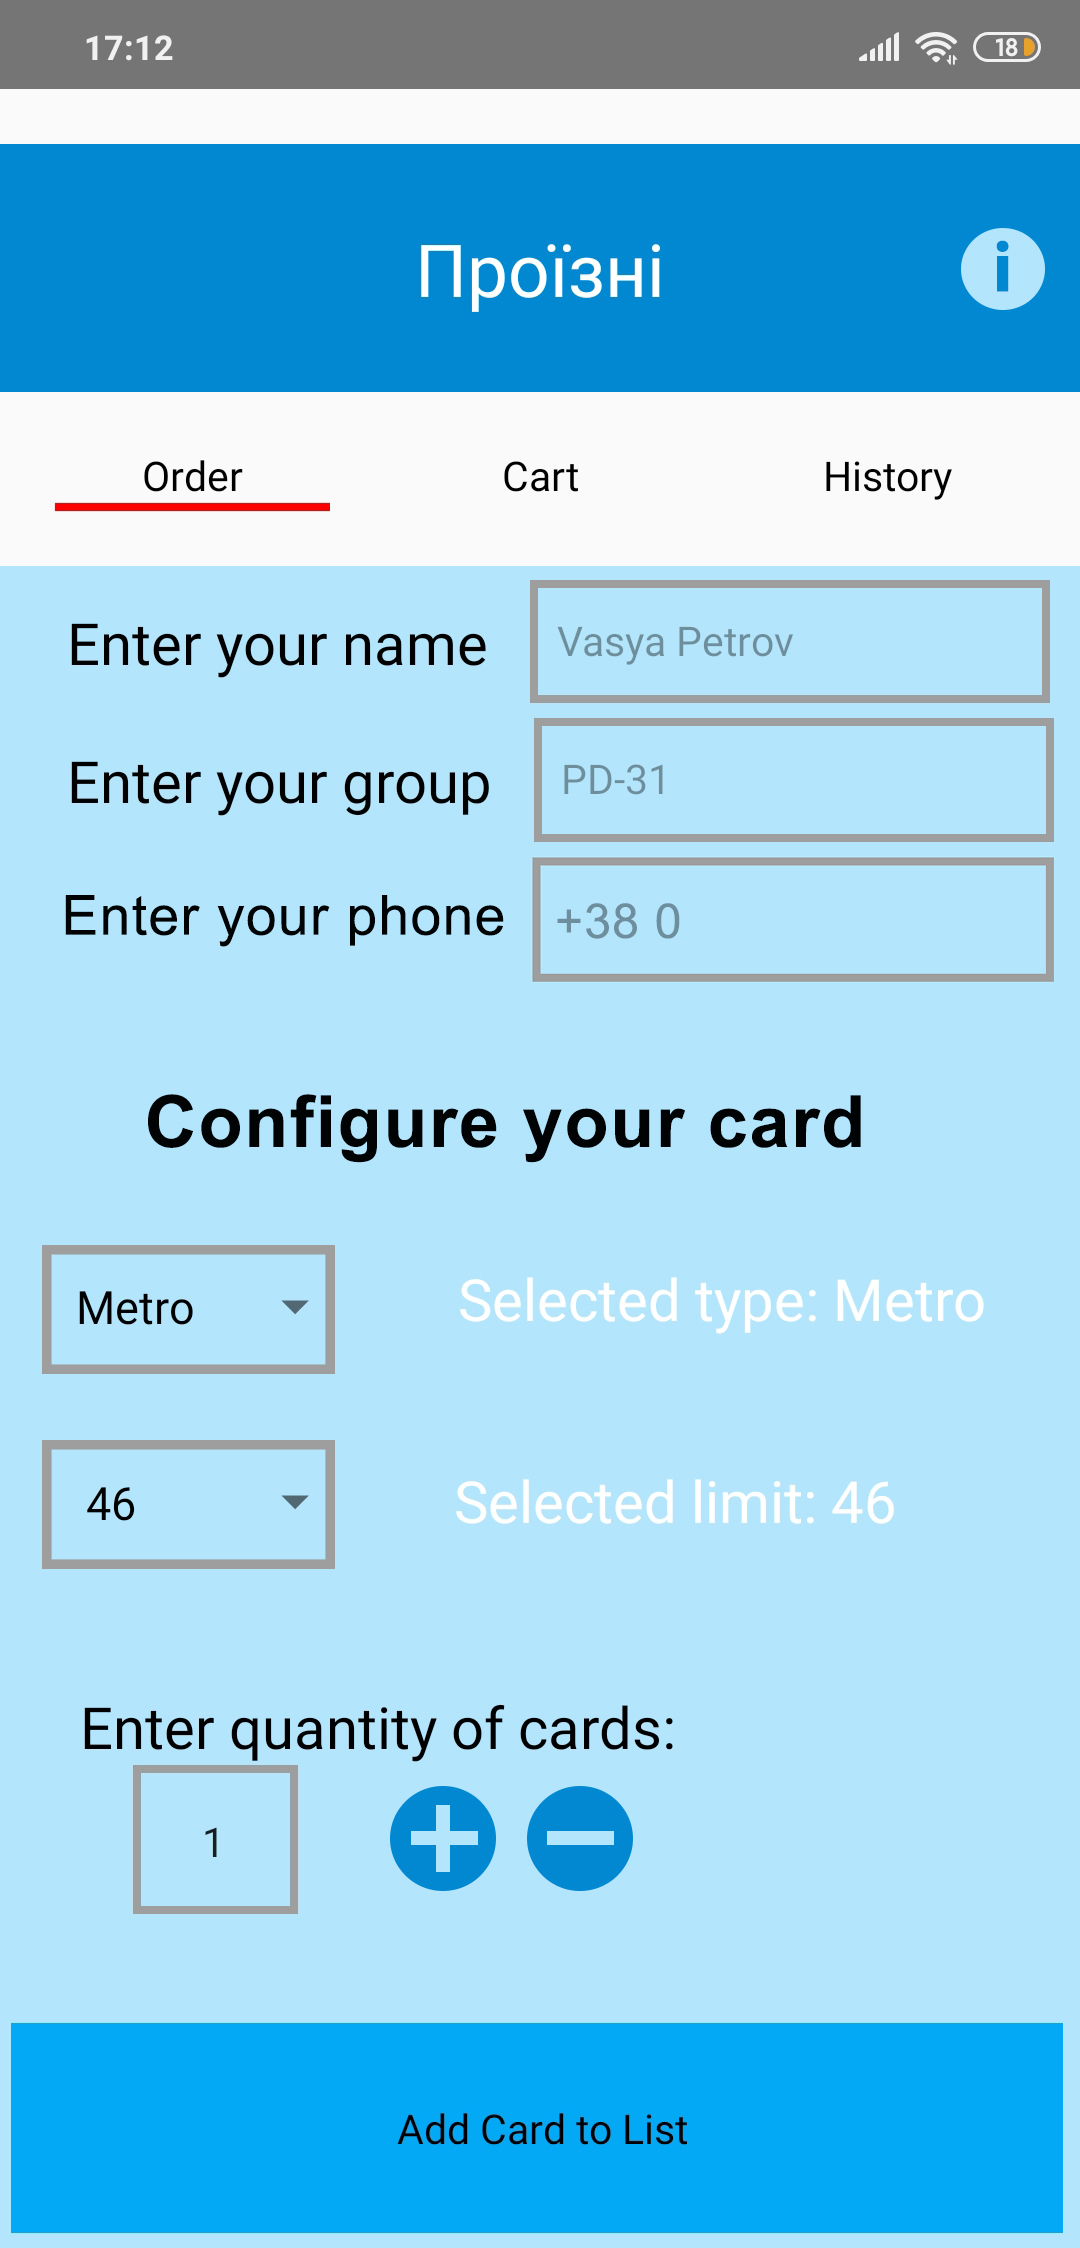 17:12
18
Проїзні
i
Order Cart History
Enter your name Vasya Petrov
Enter your group PD-31
Enter your phone +38 0
Configure your card
Metro Selected type: Metro
46 Selected limit: 46
Enter quantity of cards:
1
Add Card to List